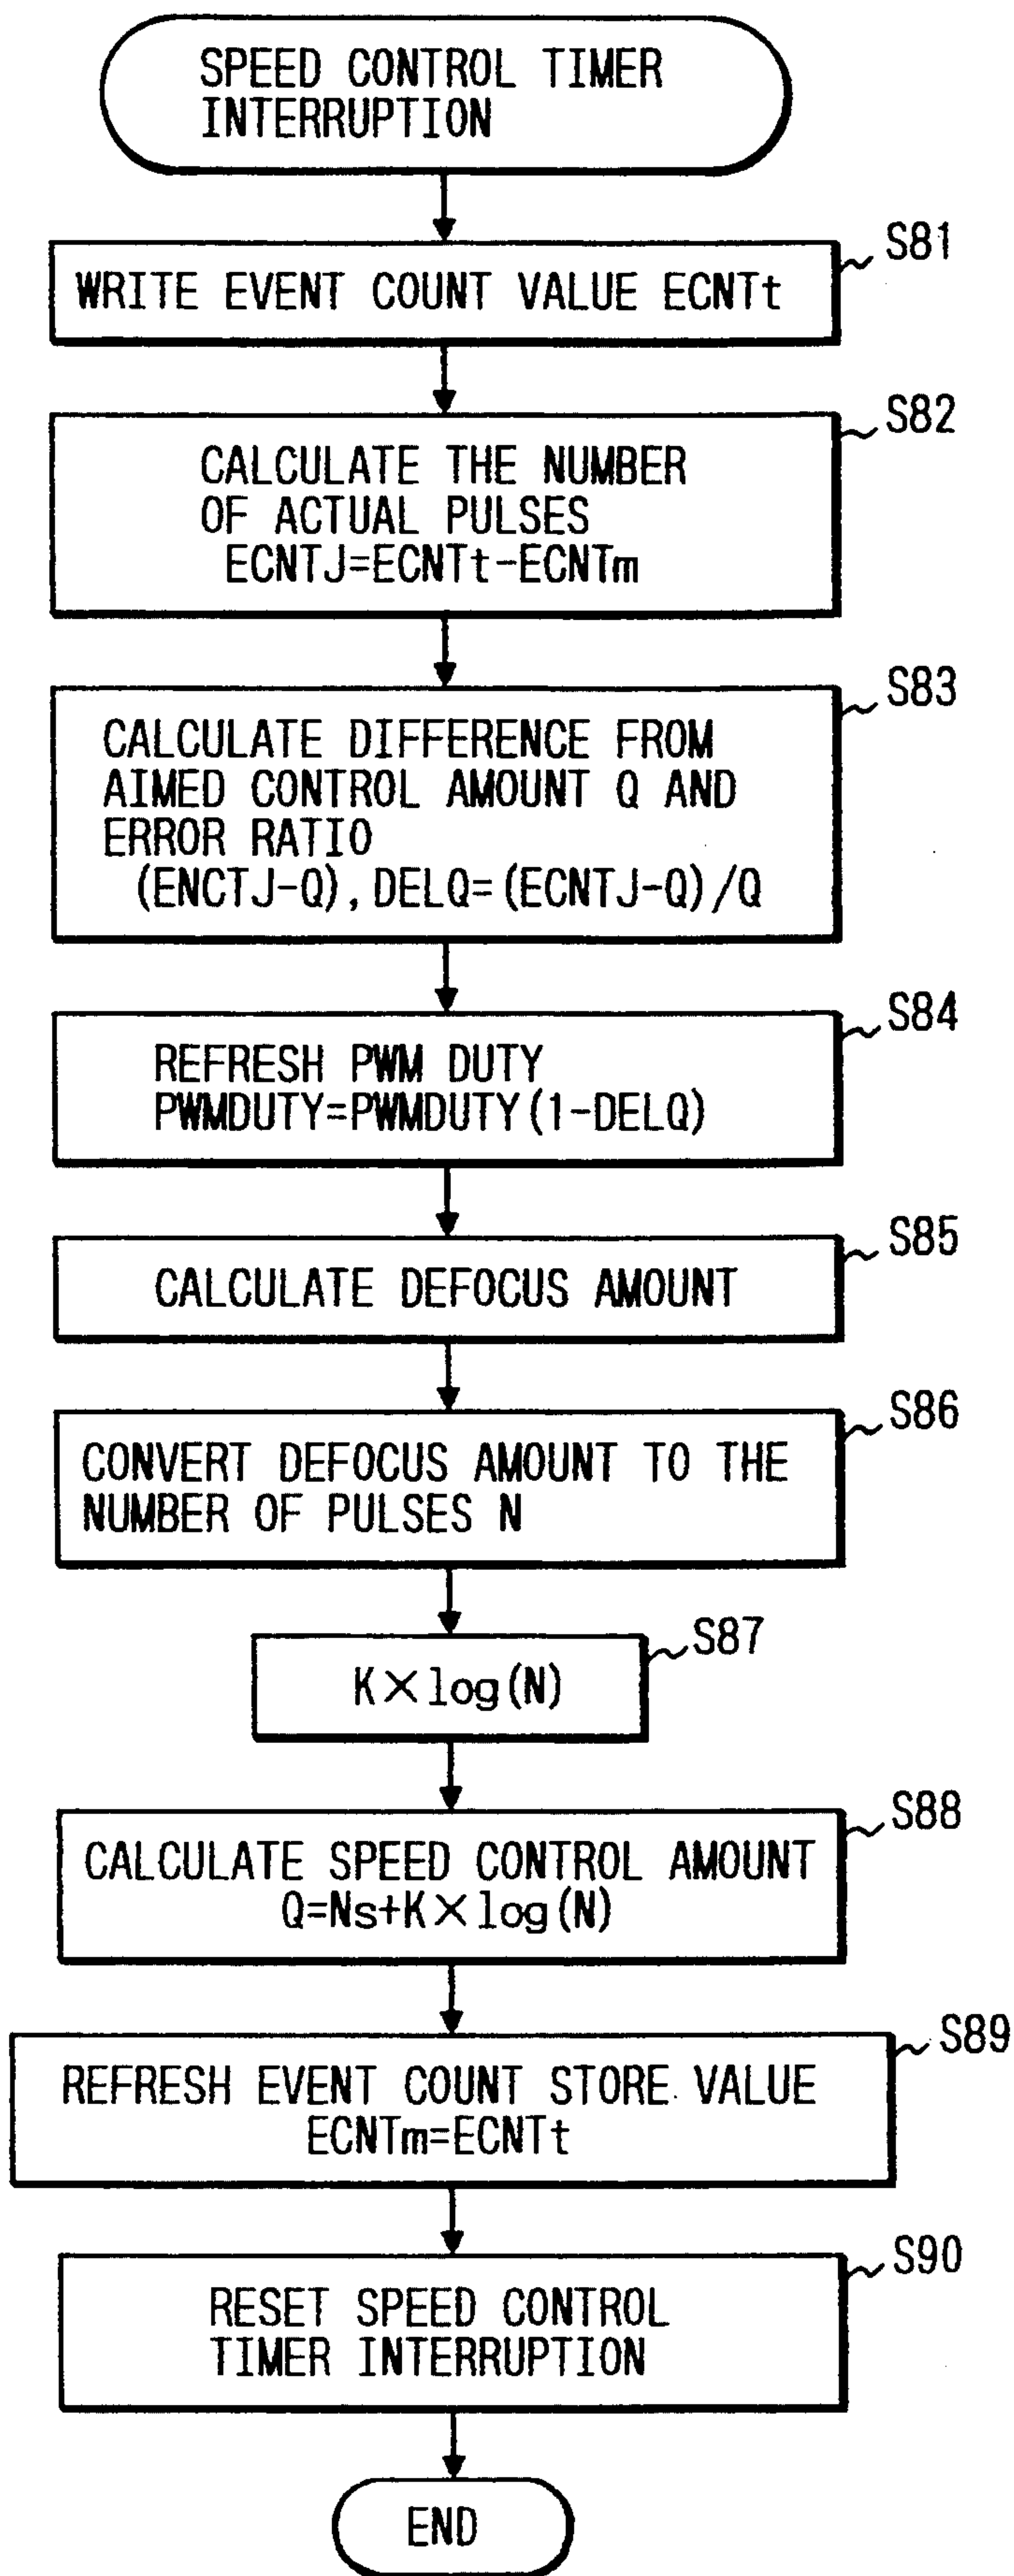 SPEED CONTROL TIMER
INTERRUPTION
S81
WRITE EVENT COUNT VALUE ECNTt
S82
CALCULATE THE NUMBER
OF ACTUAL PULSES
ECNTJ=ECNTt-ECNTm
S83
CALCULATE DIFFERENCE FROM
AIMED CONTROL AMOUNT Q AND
ERROR RATIO
(ENCTJ-Q), DELQ=(ECNTJ-Q)/Q
S84
REFRESH PWM DUTY
PWMDUTY=PWMDUTY(1-DELQ)
S85
CALCULATE DEFOCUS AMOUNT
S86
CONVERT DEFOCUS AMOUNT TO THE
NUMBER OF PULSES N
S87
K×log(N)
S88
CALCULATE SPEED CONTROL AMOUNT
Q=Ns+K×log(N)
S89
REFRESH EVENT COUNT STORE VALUE
ECNTm=ECNTt
S90
RESET SPEED CONTROL
TIMER INTERRUPTION
END